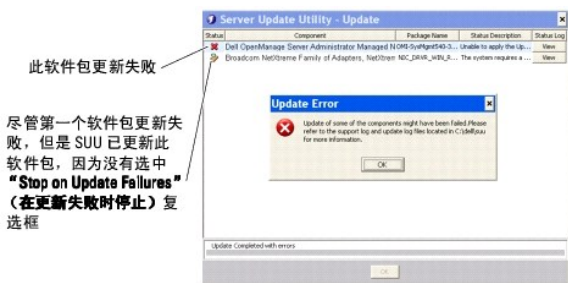 Server Update Utility - Update
Status Component Package Name Status Description Status Log
Dell OpenManage Server Administrator Managed N OMI-SysMgmt540-3... Unable to apply the Up... View
Broadcom NetXtreme Family of Adapters, NetXtrem NIC_DRVR_WIN_R... The system requires a ... View
此软件包更新失败
尽管第一个软件包更新失
败，但是 SUU 已更新此
软件包，因为没有选中
“Stop on Update Failures”
（在更新失败时停止）复
选框
Update Error
Update of some of the components might have been failed.Please
refer to the support log and update log files located in C:\dell\suu
for more information.
OK
Update Completed with errors
OK